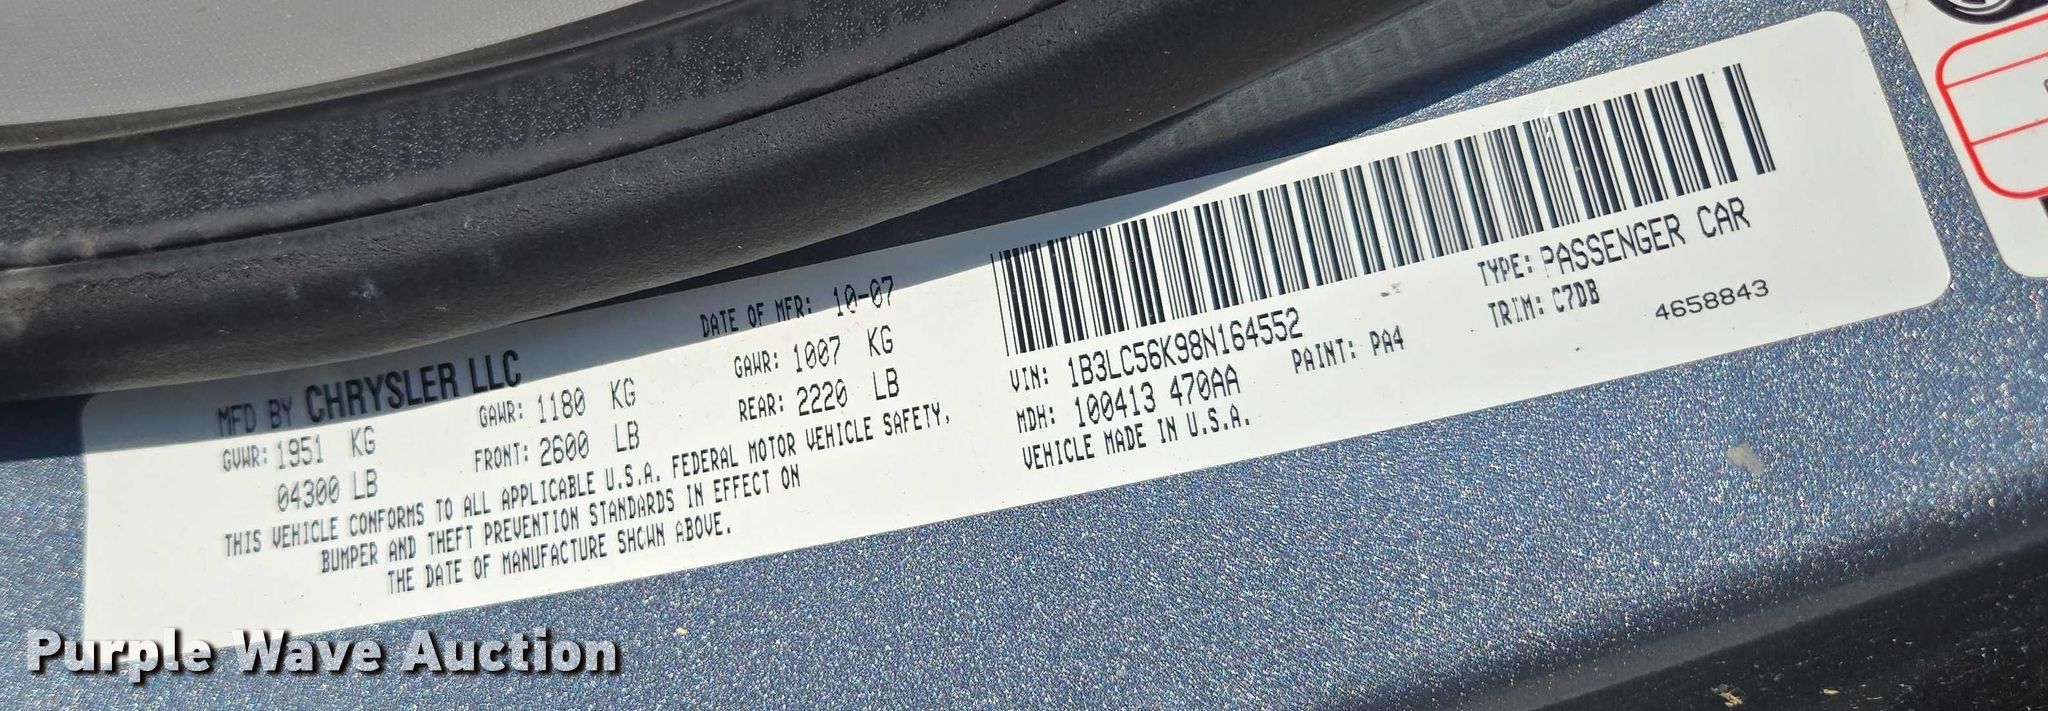 MFD BY CHRYSLER LLC
DATE OF MFR: 10-07
GVWR: 1951 KG
04300 LB
GAWR: 1180 KG
FRONT: 2600 LB
GAWR: 1007 KG
REAR: 2220 LB
THIS VEHICLE CONFORMS TO ALL APPLICABLE U.S.A. FEDERAL MOTOR VEHICLE SAFETY,
BUMPER AND THEFT PREVENTION STANDARDS IN EFFECT ON
THE DATE OF MANUFACTURE SHOWN ABOVE.
VIN: 1B3LC56K98N164552
MDH: 100413 470AA
VEHICLE MADE IN U.S.A.
PAINT: PA4
TYPE: PASSENGER CAR
TRIM: C7DB
4658843
Purple Wave Auction